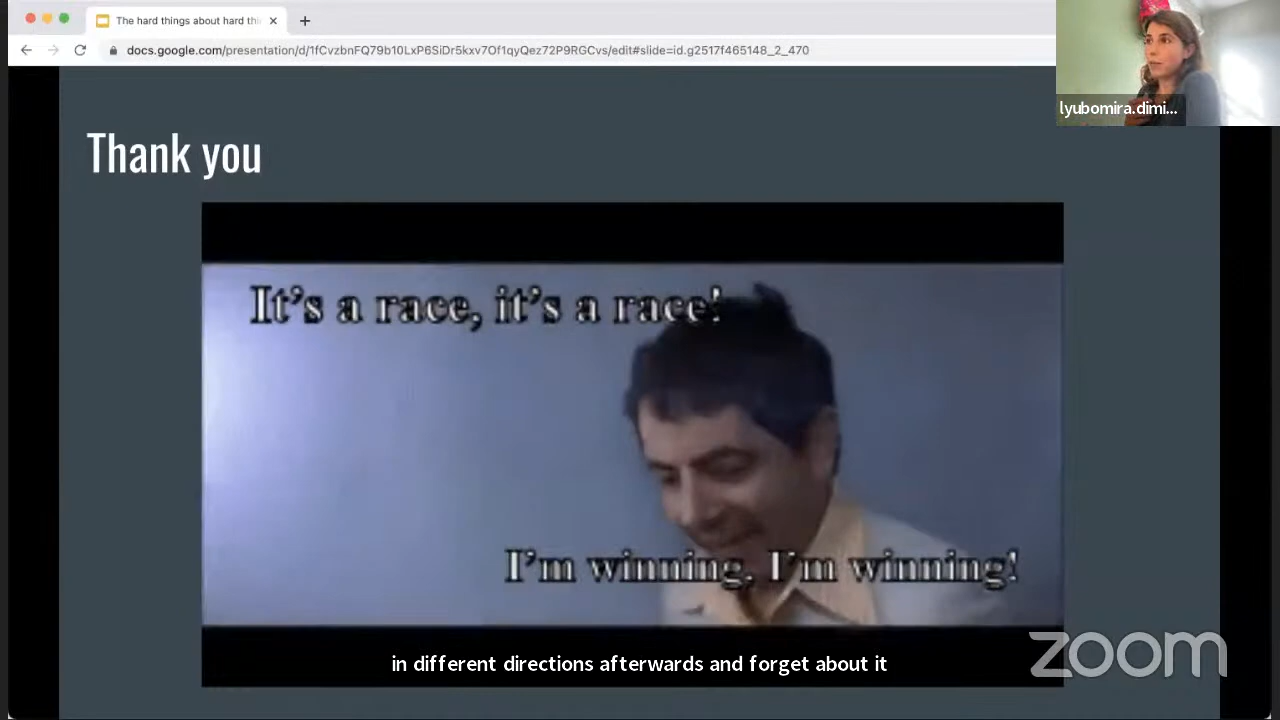 The hard things about hard thi
docs.google.com/presentation/d/1fCvzbnFQ79b10LxP6SiDr5kxv7Of1qyQez72P9RGCvs/edit#slide=id.g2517f465148_2_470
lyubomira.dimi...
Thank you
It's a race, it's a race!
I'm winning, I'm winning!
in different directions afterwards and forget about it
zoom